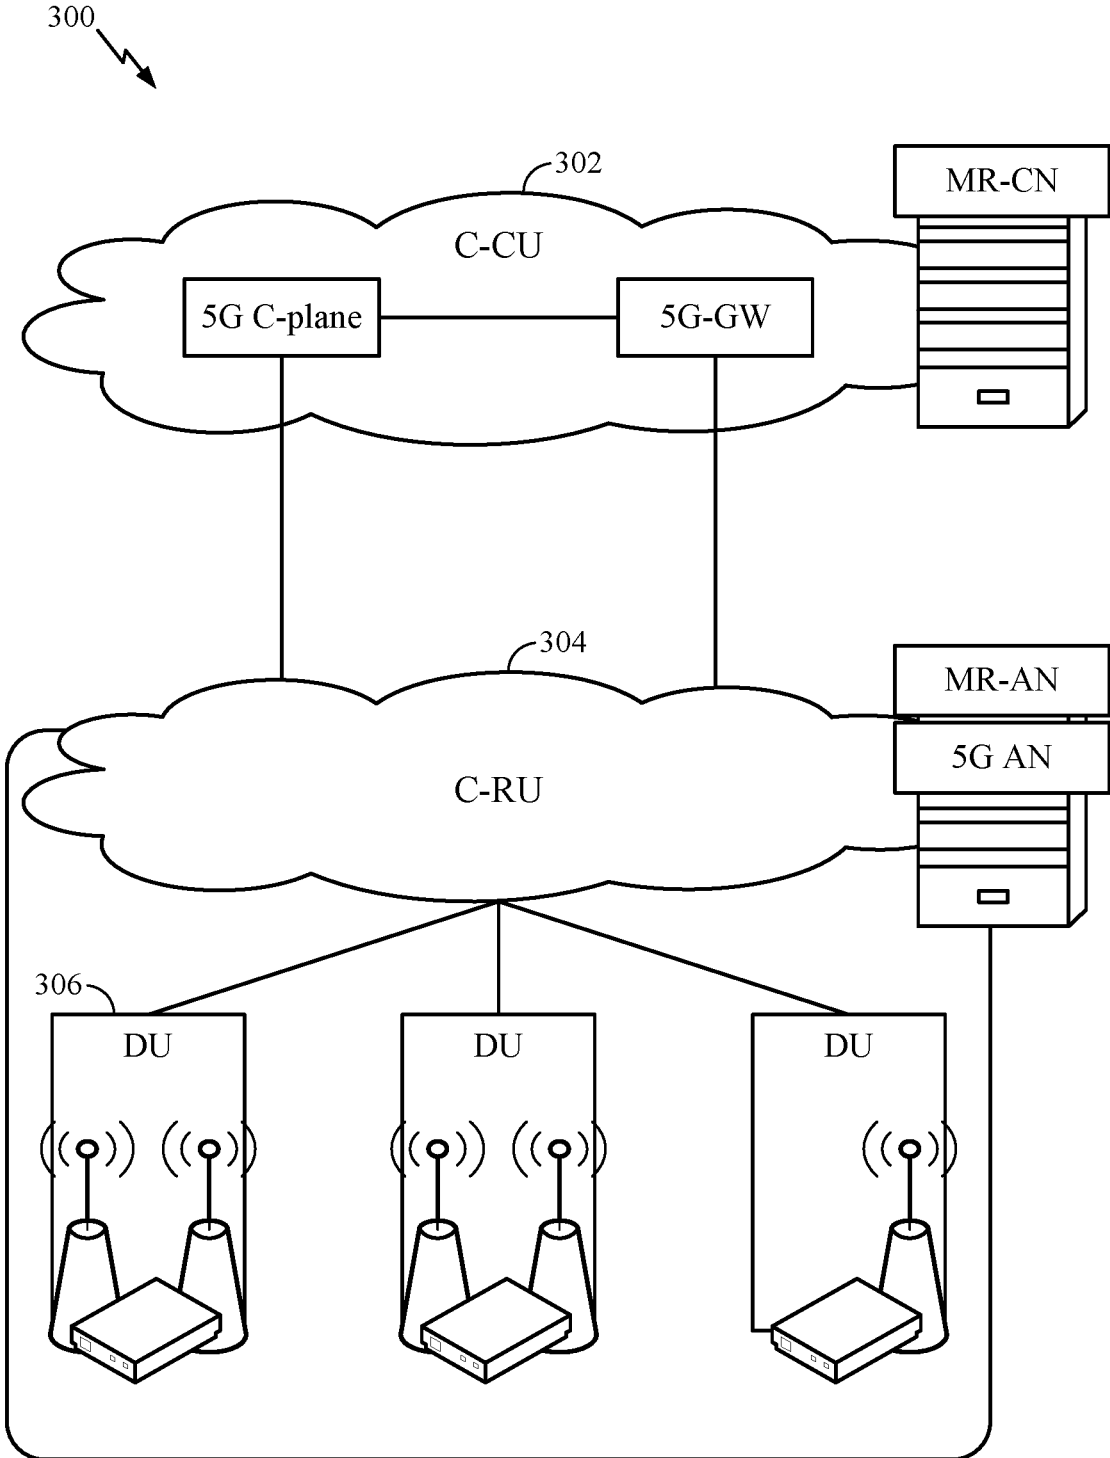 300
302
MR-CN
C-CU
5G C-plane
5G-GW
304
MR-AN
5G AN
C-RU
306
DU
DU
DU